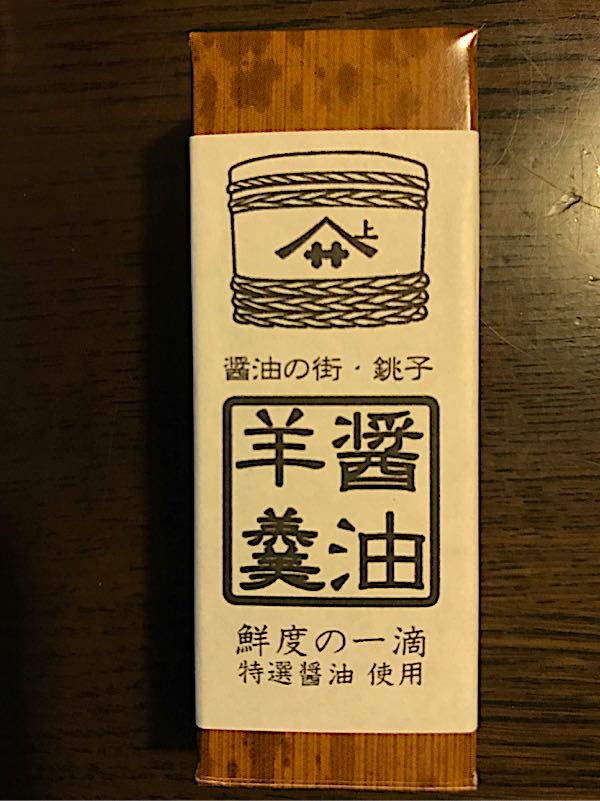 上
醤油の街・銚子
醤油
羊羹
鮮度の一滴
特選醤油 使用